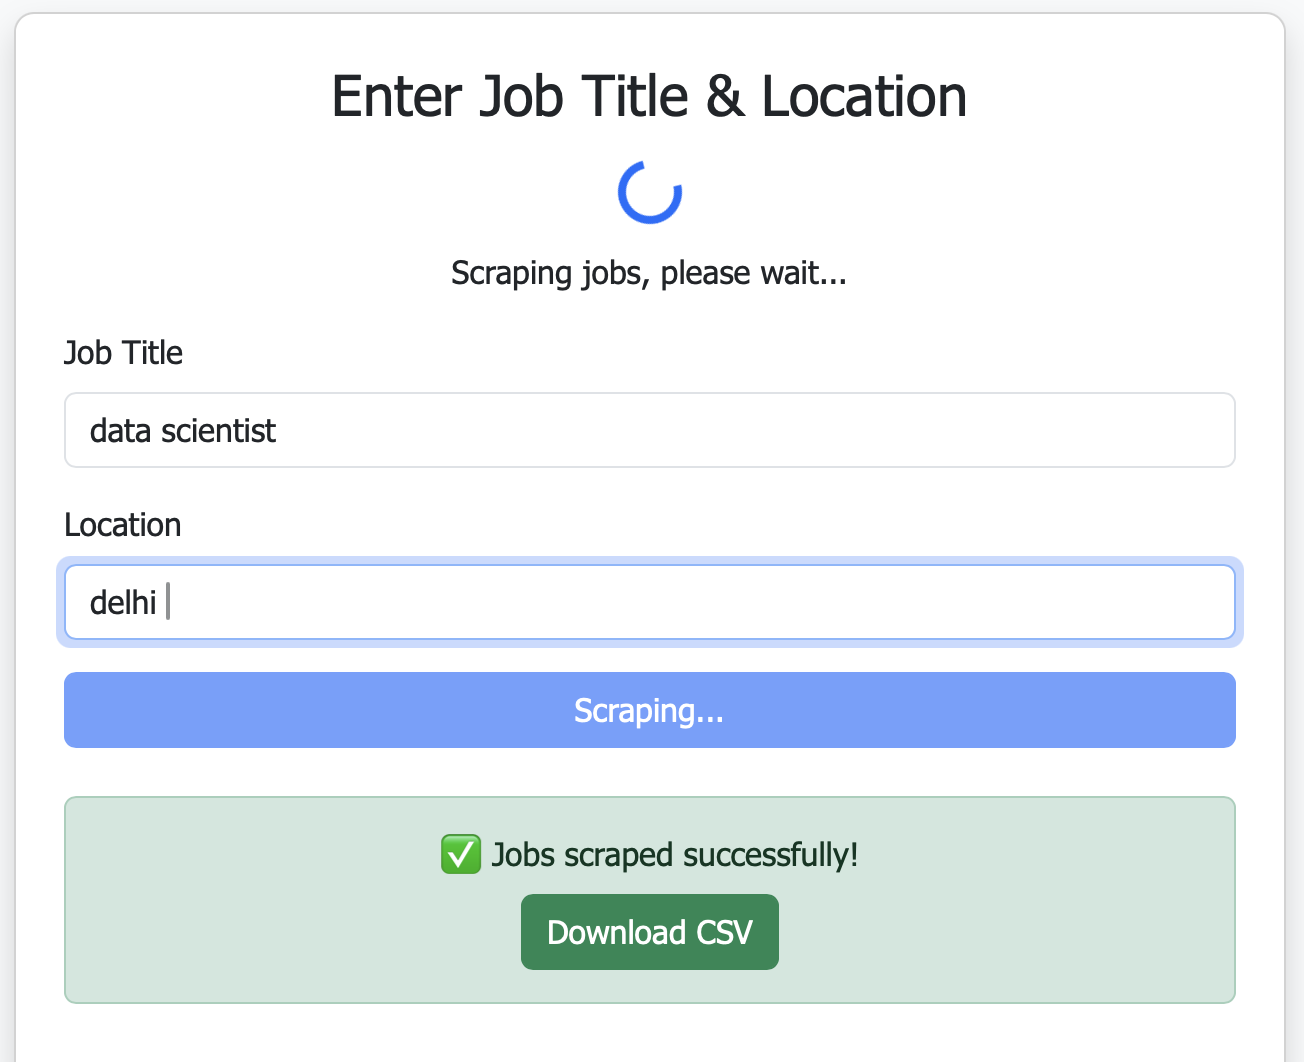 Enter Job Title & Location
Scraping jobs, please wait...
Job Title
data scientist
Location
delhi
Scraping...
✅ Jobs scraped successfully!
Download CSV